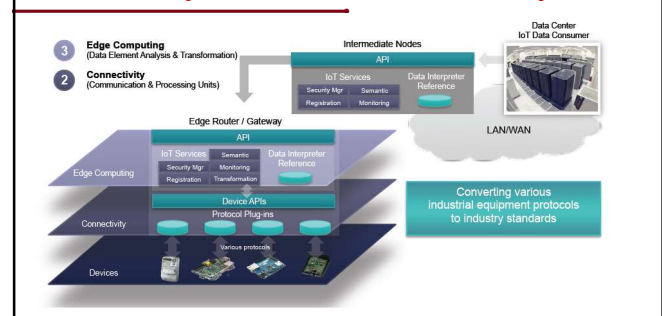 3
Edge Computing
(Data Element Analysis & Transformation)
2
Connectivity
(Communication & Processing Units)
Intermediate Nodes
API
IoT Services
Security Mgr
Semantic
Registration
Monitoring
Data Interpreter
Reference
Data Center
IoT Data Consumer
LAN/WAN
Edge Router / Gateway
API
IoT Services
Semantic
Security Mgr
Monitoring
Registration
Transformation
Data Interpreter
Reference
Edge Computing
Device APIs
Protocol Plug-ins
Connectivity
Various protocols
Devices
Converting various
industrial equipment protocols
to industry standards